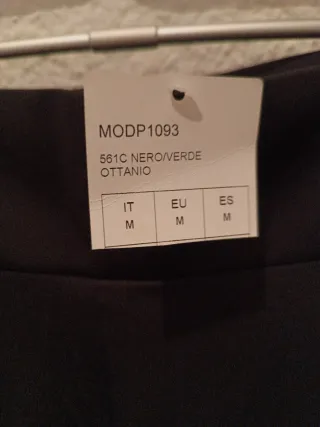 MODP1093
561C NERO/VERDE
OTTANIO
IT EU ES
M M M